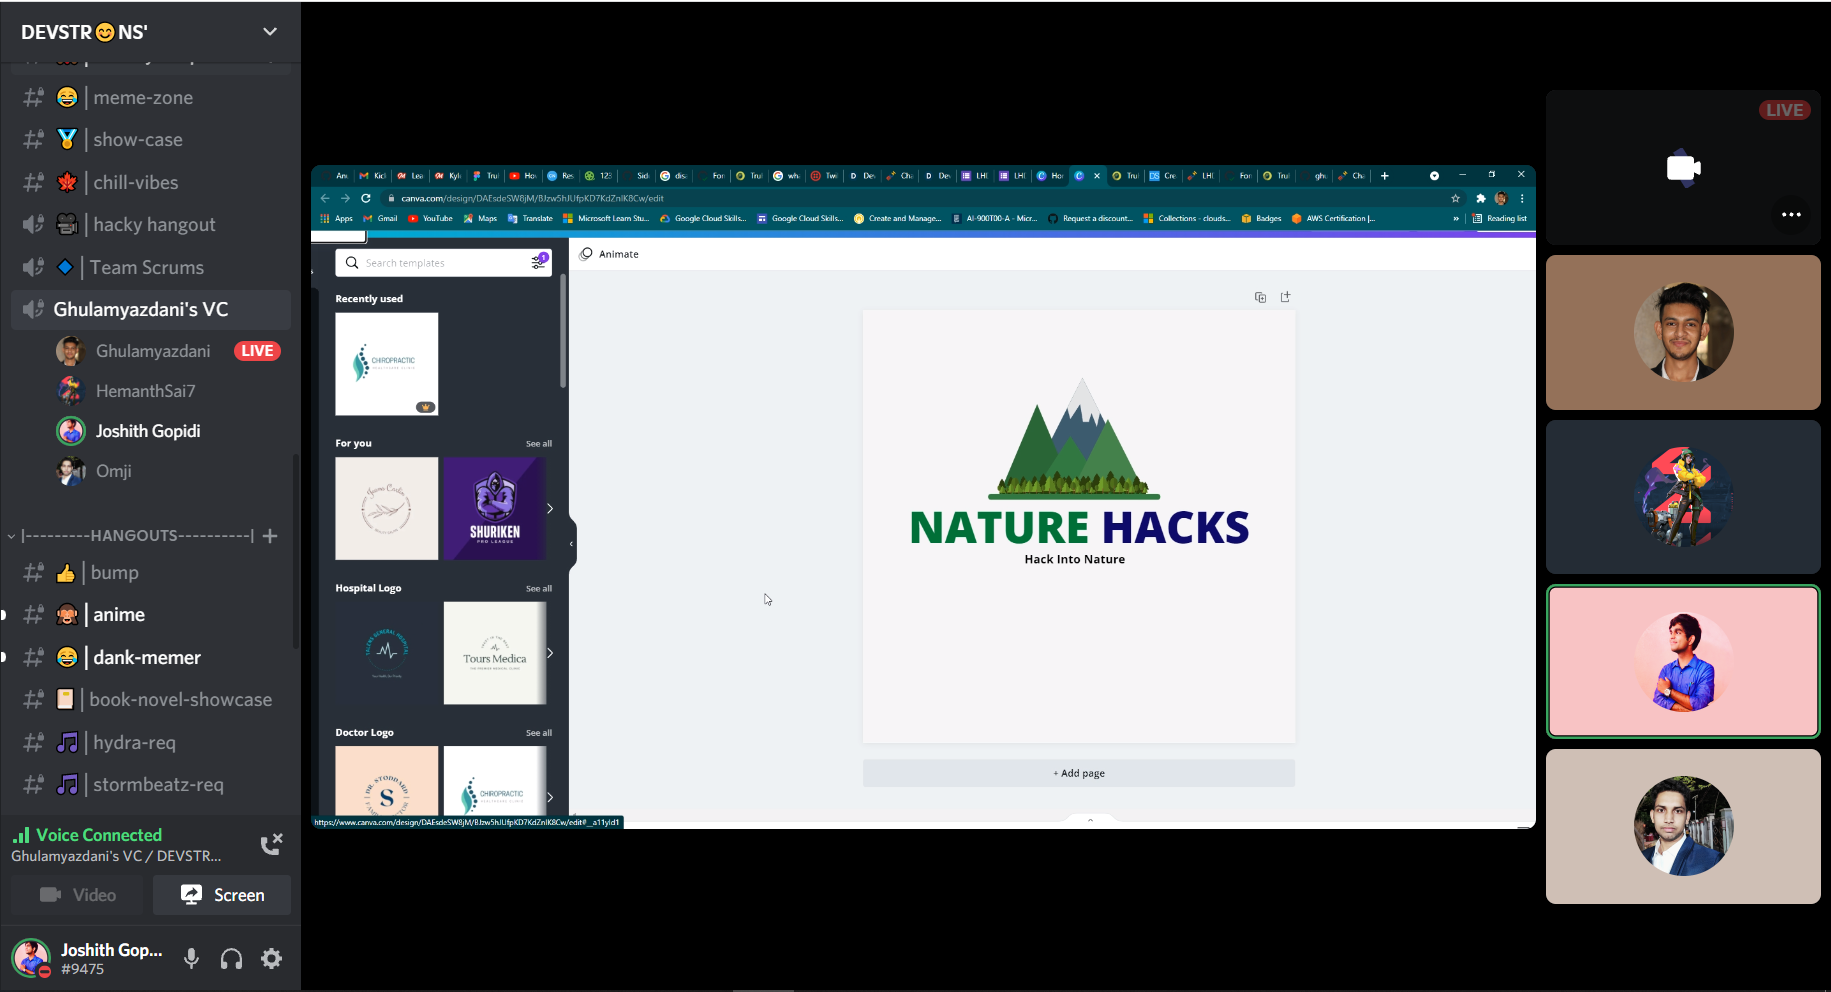 DEVSTR😊NS'
# 😂 | meme-zone
# 🏅 | show-case
# 🍁 | chill-vibes
🎥 | hacky hangout
🔷 | Team Scrums
Ghulamyazdani's VC
Ghulamyazdani LIVE
HemanthSai7
Joshith Gopidi
Omji
|---------HANGOUTS----------| +
# 👍 | bump
# 🙈 | anime
# 😂 | dank-memer
# 📔 | book-novel-showcase
# 🎵 | hydra-req
# 🎵 | stormbeatz-req
Voice Connected
Ghulamyazdani's VC / DEVSTR...
Video
Screen
Joshith Gop...
#9475
canva.com/design/DAEsdeSW8jM/BJzw5hJUfpKD7KdZnIK8Cw/edit
Apps Gmail YouTube Maps Translate Microsoft Learn Stu... Google Cloud Skills... Google Cloud Skills... Create and Manage... AI-900T00-A - Micr... Request a discount... Collections - clouds... Badges AWS Certification |... » Reading list
Search templates
1
Animate
Recently used
CHIROPRACTIC
For you See all
SHURIKEN
PRO LEAGUE
Hospital Logo See all
Tours Medica
Doctor Logo See all
DR. STODDARD
S
CHIROPRACTIC
https://www.canva.com/design/DAEsdeSW8jM/BJzw5hJUfpKD7KdZnIK8Cw/edit#__a11yId1
NATURE HACKS
Hack Into Nature
+ Add page
LIVE